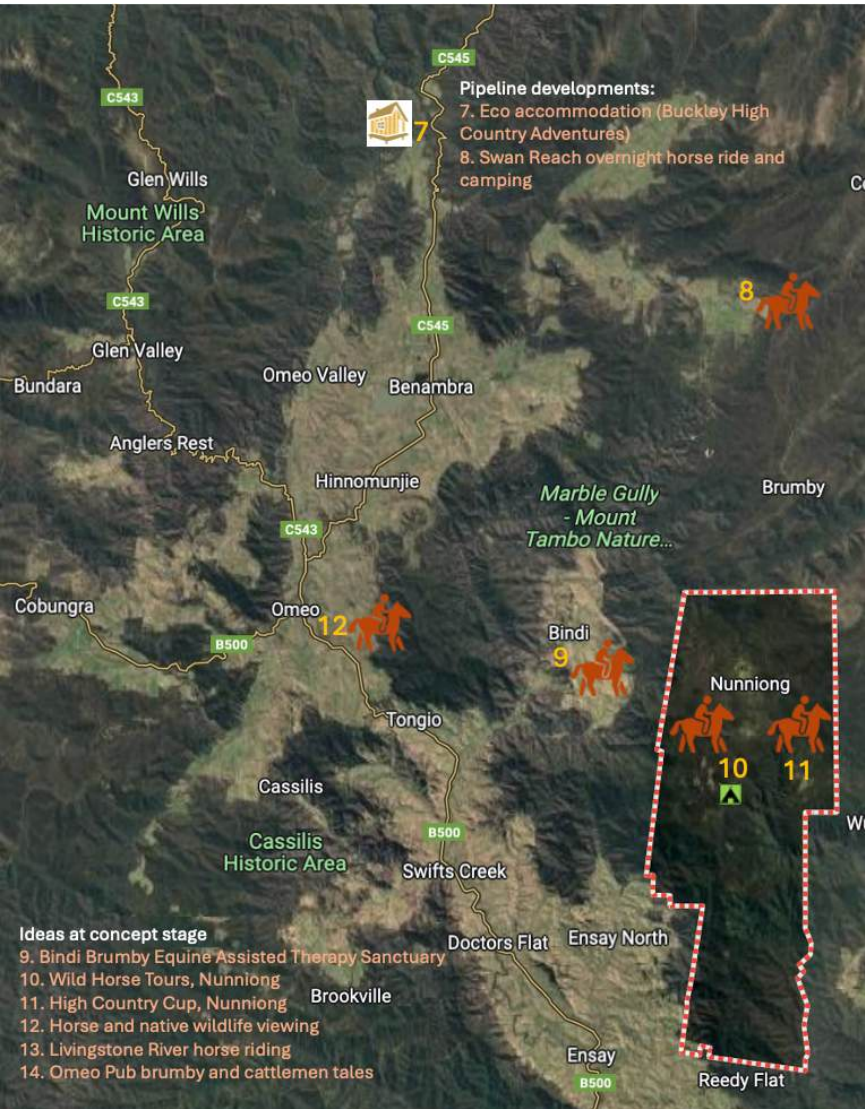 C545
C543
Pipeline developments:
7. Eco accommodation (Buckley High
Country Adventures)
8. Swan Reach overnight horse ride and
camping
7
Glen Wills
Mount Wills
Historic Area
8
C543
C545
Glen Valley
Bundara
Omeo Valley
Benambra
Anglers Rest
Hinnomunjie
Brumby
Marble Gully
- Mount
Tambo Nature...
C543
Cobungra
Omeo
12
B500
Bindi
9
Nunniong
Tongio
10
11
Cassilis
B500
Cassilis
Historic Area
Swifts Creek
Doctors Flat
Ensay North
Ideas at concept stage
9. Bindi Brumby Equine Assisted Therapy Sanctuary
10. Wild Horse Tours, Nunniong
11. High Country Cup, Nunniong
12. Horse and native wildlife viewing
13. Livingstone River horse riding
14. Omeo Pub brumby and cattlemen tales
Brookville
Ensay
B500
Reedy Flat